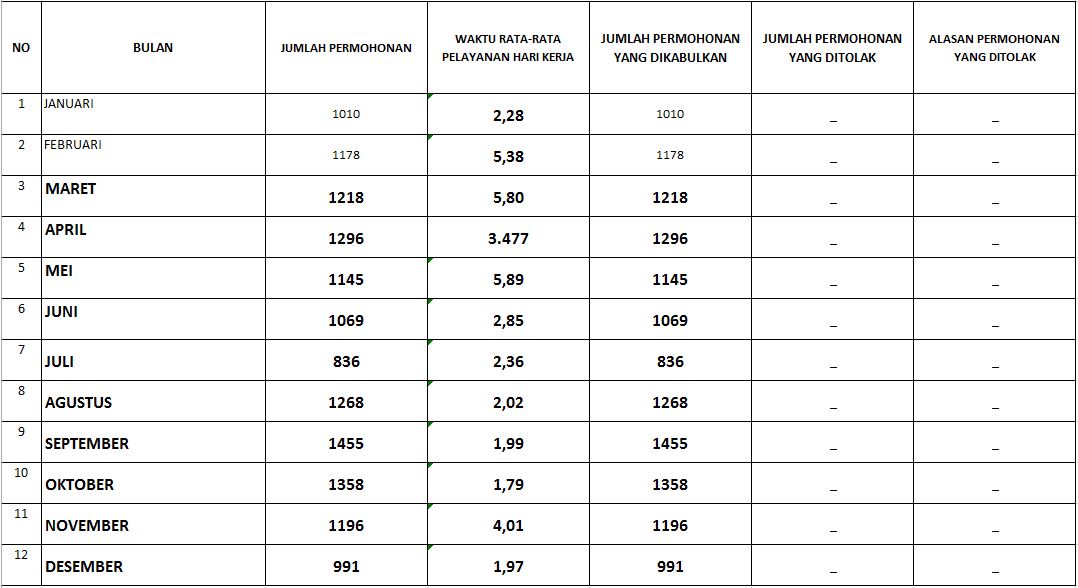 NO BULAN JUMLAH PERMOHONAN WAKTU RATA-RATA PELAYANAN HARI KERJA JUMLAH PERMOHONAN YANG DIKABULKAN JUMLAH PERMOHONAN YANG DITOLAK ALASAN PERMOHONAN YANG DITOLAK
1 JANUARI 1010 2,28 1010 _ _
2 FEBRUARI 1178 5,38 1178 _ _
3 MARET 1218 5,80 1218 _ _
4 APRIL 1296 3.477 1296 _ _
5 MEI 1145 5,89 1145 _ _
6 JUNI 1069 2,85 1069 _ _
7 JULI 836 2,36 836 _ _
8 AGUSTUS 1268 2,02 1268 _ _
9 SEPTEMBER 1455 1,99 1455 _ _
10 OKTOBER 1358 1,79 1358 _ _
11 NOVEMBER 1196 4,01 1196 _ _
12 DESEMBER 991 1,97 991 _ _